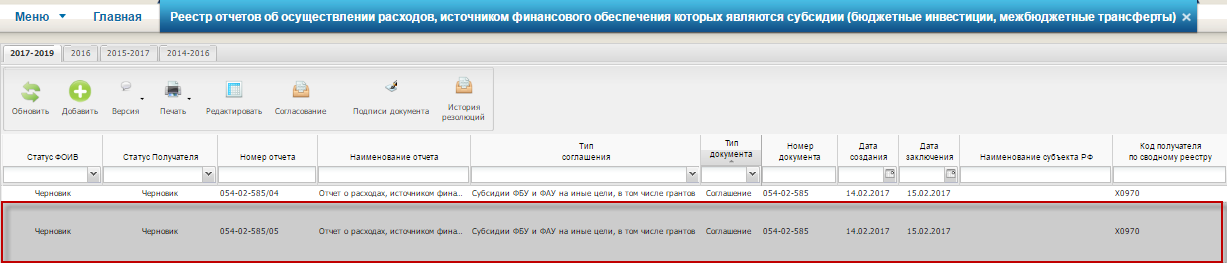 Меню Главная Реестр отчетов об осуществлении расходов, источником финансового обеспечения которых являются субсидии (бюджетные инвестиции, межбюджетные трансферты)
2017-2019 2016 2015-2017 2014-2016
Обновить Добавить Версия Печать Редактировать Согласование Подписи документа История
резолюций
Статус ФОИВ Статус Получателя Номер отчета Наименование отчета Тип
соглашения Тип
документа Номер
документа Дата
создания Дата
заключения Наименование субъекта РФ Код получателя
по сводному реестру
Черновик Черновик 054-02-585/04 Отчет о расходах, источником фина... Субсидии ФБУ и ФАУ на иные цели, в том числе грантов Соглашение 054-02-585 14.02.2017 15.02.2017 X0970
Черновик Черновик 054-02-585/05 Отчет о расходах, источником фина... Субсидии ФБУ и ФАУ на иные цели, в том числе грантов Соглашение 054-02-585 14.02.2017 15.02.2017 X0970